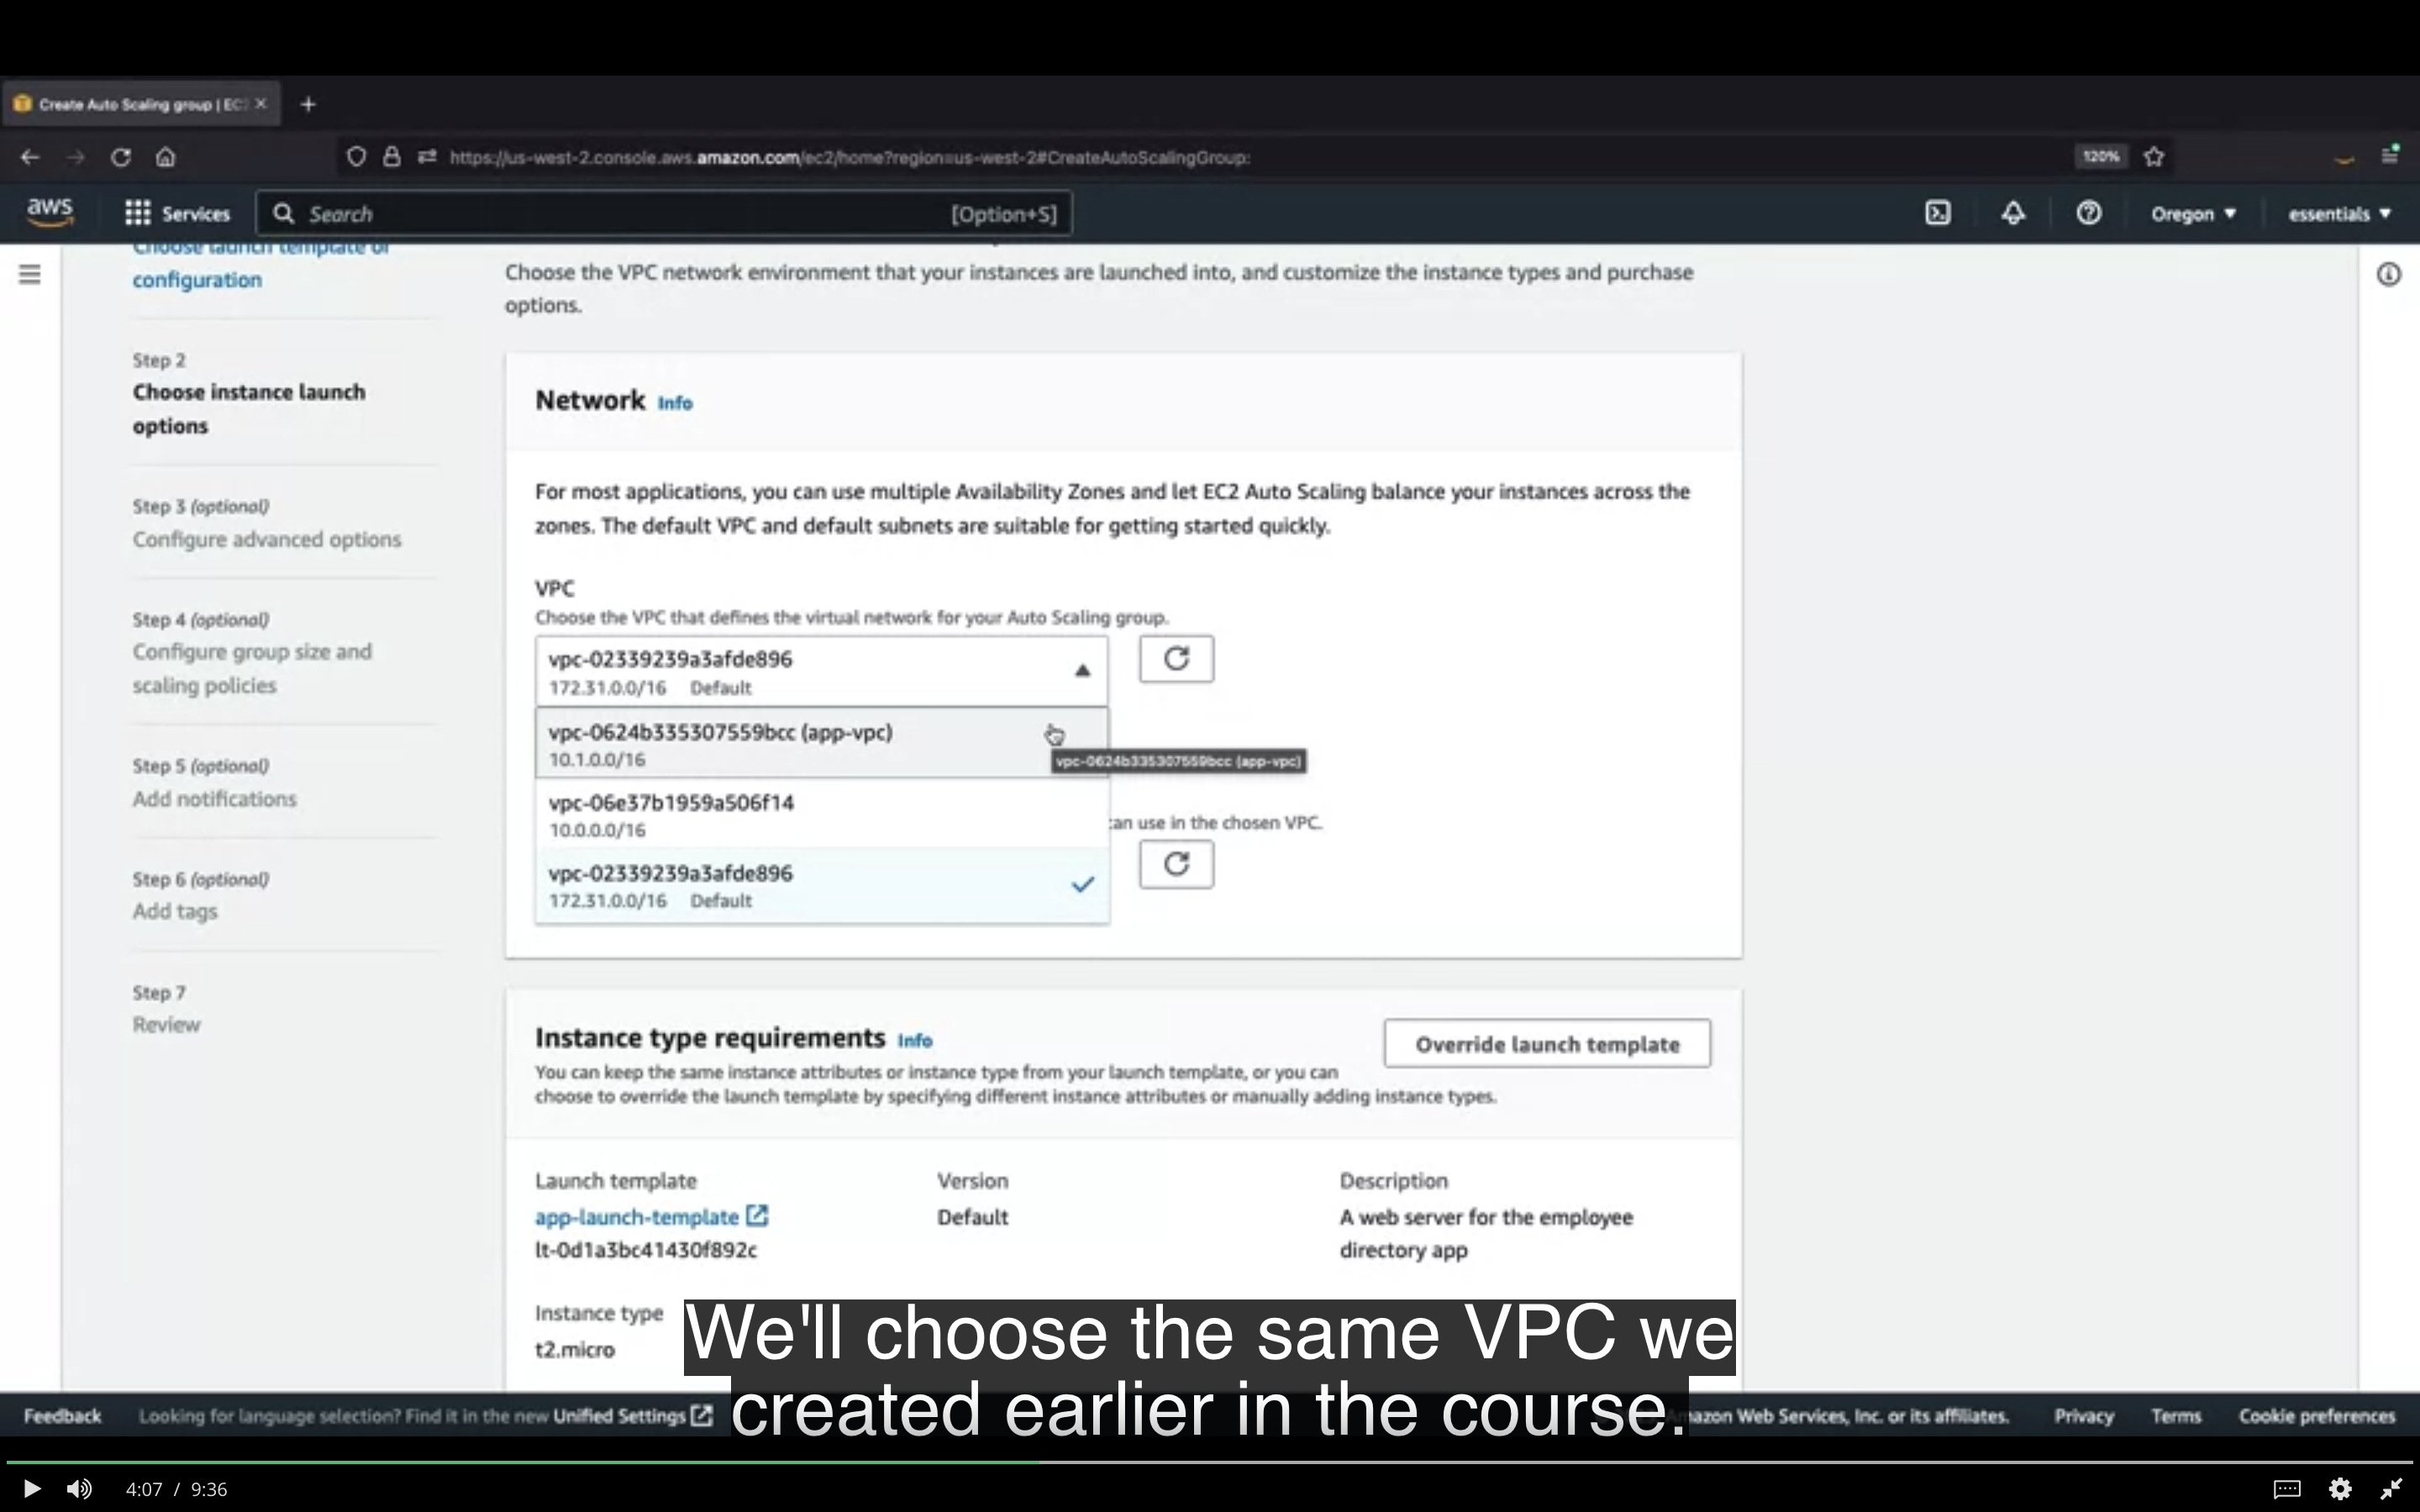 Create Auto Scaling group | EC
https://us-west-2.console.aws.amazon.com/ec2/home?region=us-west-2#CreateAutoScalingGroup:
120%
aws
Services
Search
[Option+S]
Oregon
essentials
Choose launch template or
configuration
Step 2
Choose instance launch
options
Step 3 (optional)
Configure advanced options
Step 4 (optional)
Configure group size and
scaling policies
Step 5 (optional)
Add notifications
Step 6 (optional)
Add tags
Step 7
Review
Choose the VPC network environment that your instances are launched into, and customize the instance types and purchase
options.
Network Info
For most applications, you can use multiple Availability Zones and let EC2 Auto Scaling balance your instances across the
zones. The default VPC and default subnets are suitable for getting started quickly.
VPC
Choose the VPC that defines the virtual network for your Auto Scaling group.
vpc-02339239a3afde896
172.31.0.0/16 Default
vpc-0624b335307559bcc (app-vpc)
10.1.0.0/16
vpc-0624b335307559bcc (app-vpc)
vpc-06e37b1959a506f14
10.0.0.0/16
an use in the chosen VPC.
vpc-02339239a3afde896
172.31.0.0/16 Default
Instance type requirements Info
Override launch template
You can keep the same instance attributes or instance type from your launch template, or you can
choose to override the launch template by specifying different instance attributes or manually adding instance types.
Launch template
app-launch-template
lt-0d1a3bc41430f892c
Version
Default
Description
A web server for the employee
directory app
Instance type
t2.micro
We'll choose the same VPC we
created earlier in the course.
Feedback
Looking for language selection? Find it in the new Unified Settings
mazon Web Services, Inc. or its affiliates.
Privacy
Terms
Cookie preferences
4:07 / 9:36